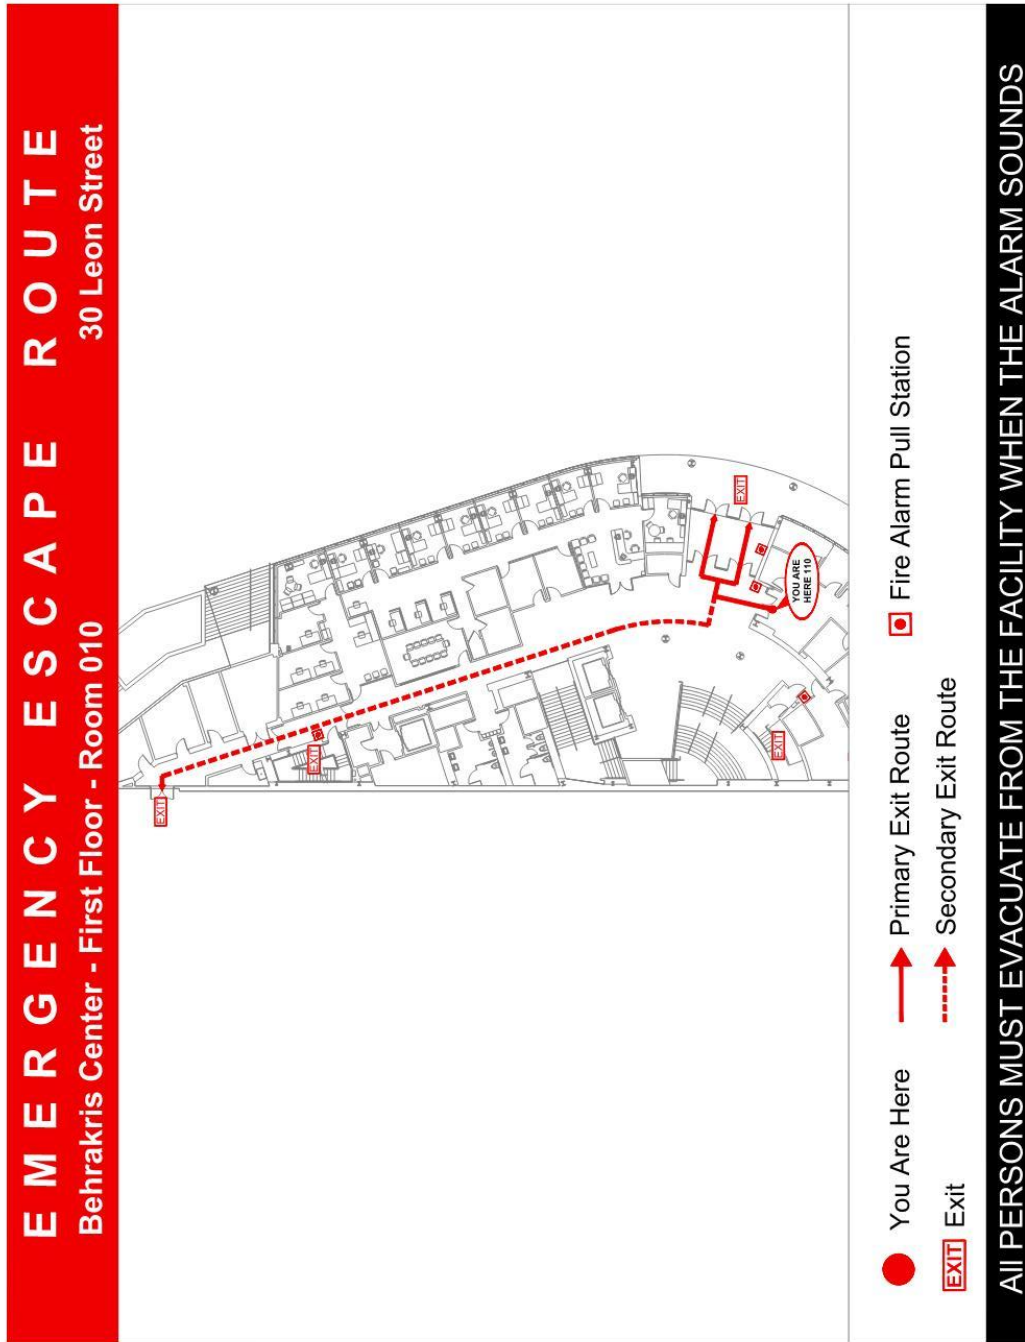 EMERGENCY ESCAPE ROUTE
Behrakris Center - First Floor - Room 010
30 Leon Street
EXIT
EXIT
EXIT
EXIT
YOU ARE
HERE 110
You Are Here
Primary Exit Route
Fire Alarm Pull Station
EXIT Exit
Secondary Exit Route
All PERSONS MUST EVACUATE FROM THE FACILITY WHEN THE ALARM SOUNDS